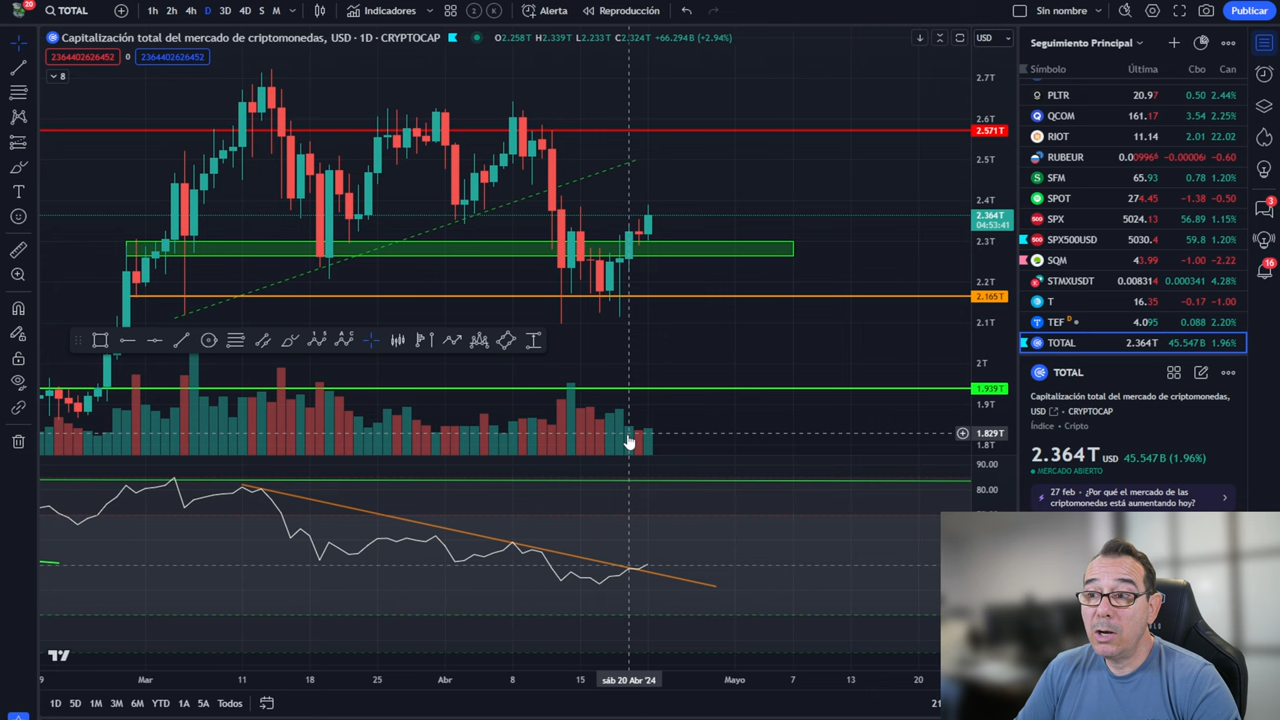 20
TOTAL
1h 2h 4h D 3D 4D S M
Indicadores
Alerta
Reproducción
Sin nombre
Publicar
Capitalización total del mercado de criptomonedas, USD · 1D · CRYPTOCAP
O2.258T H2.339T L2.233T C2.324T +66.294B (+2.94%)
USD
2364402626452 0 2364402626452
8
2.7T
2.6T
2.571T
2.5T
2.4T
2.364T
04:53:41
2.3T
2.2T
2.165T
2.1T
2T
1.939T
1.9T
1.829T
1.8T
90.00
80.00
9 Mar 11 18 25 Abr 8 15 sáb 20 Abr '24 Mayo 7 13 20
1D 5D 1M 3M 6M YTD 1A 5A Todos
21
Seguimiento Principal
Símbolo Última Cbo Can
PLTR 20.97 0.50 2.44%
QCOM 161.17 3.54 2.25%
RIOT 11.14 2.01 22.02
RUBEUR 0.00966 -0.00006 -0.60
SFM 65.93 0.78 1.20%
SPOT 274.45 -1.38 -0.50
SPX 5024.13 56.89 1.15%
SPX500USD 5030.4 59.8 1.20%
SQM 43.99 -1.00 -2.22
STMXUSDT 0.008314 0.000341 4.28%
T 16.35 -0.17 -1.00
TEF D 4.095 0.088 2.20%
TOTAL 2.364T 45.547B 1.96%
TOTAL
Capitalización total del mercado de criptomonedas,
USD · CRYPTOCAP
Índice · Cripto
2.364T USD 45.547B (1.96%)
MERCADO ABIERTO
27 feb · ¿Por qué el mercado de las
criptomonedas está aumentando hoy?
3
16